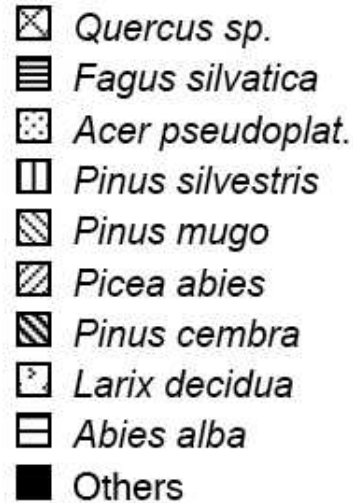 Quercus sp.
Fagus silvatica
Acer pseudoplat.
Pinus silvestris
Pinus mugo
Picea abies
Pinus cembra
Larix decidua
Abies alba
Others